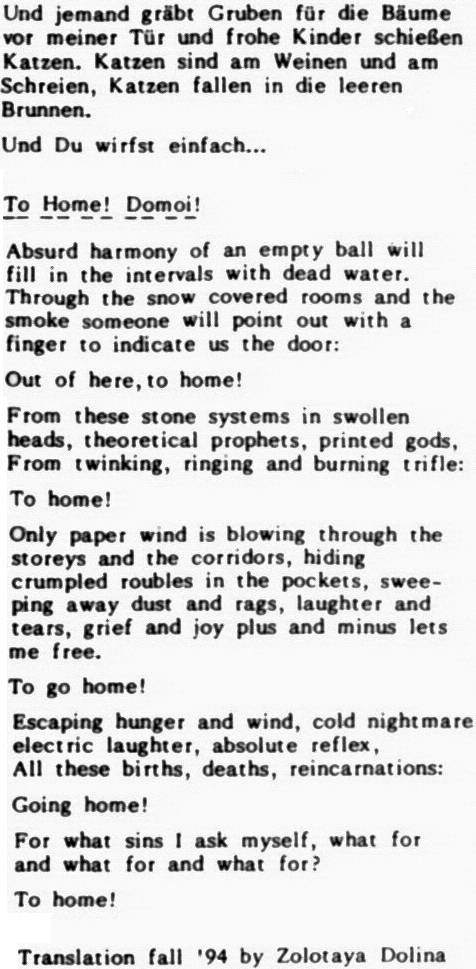 Und jemand gräbt Gruben für die Bäume
vor meiner Tür und frohe Kinder schießen
Katzen. Katzen sind am Weinen und am
Schreien, Katzen fallen in die leeren
Brunnen.
Und Du wirfst einfach...
To Home! Domoi!
Absurd harmony of an empty ball will
fill in the intervals with dead water.
Through the snow covered rooms and the
smoke someone will point out with a
finger to indicate us the door:
Out of here, to home!
From these stone systems in swollen
heads, theoretical prophets, printed gods,
From twinking, ringing and burning trifle:
To home!
Only paper wind is blowing through the
storeys and the corridors, hiding
crumpled roubles in the pockets, swee-
ping away dust and rags, laughter and
tears, grief and joy plus and minus lets
me free.
To go home!
Escaping hunger and wind, cold nightmare
electric laughter, absolute reflex,
All these births, deaths, reincarnations:
Going home!
For what sins I ask myself, what for
and what for and what for?
To home!
Translation fall '94 by Zolotaya Dolina